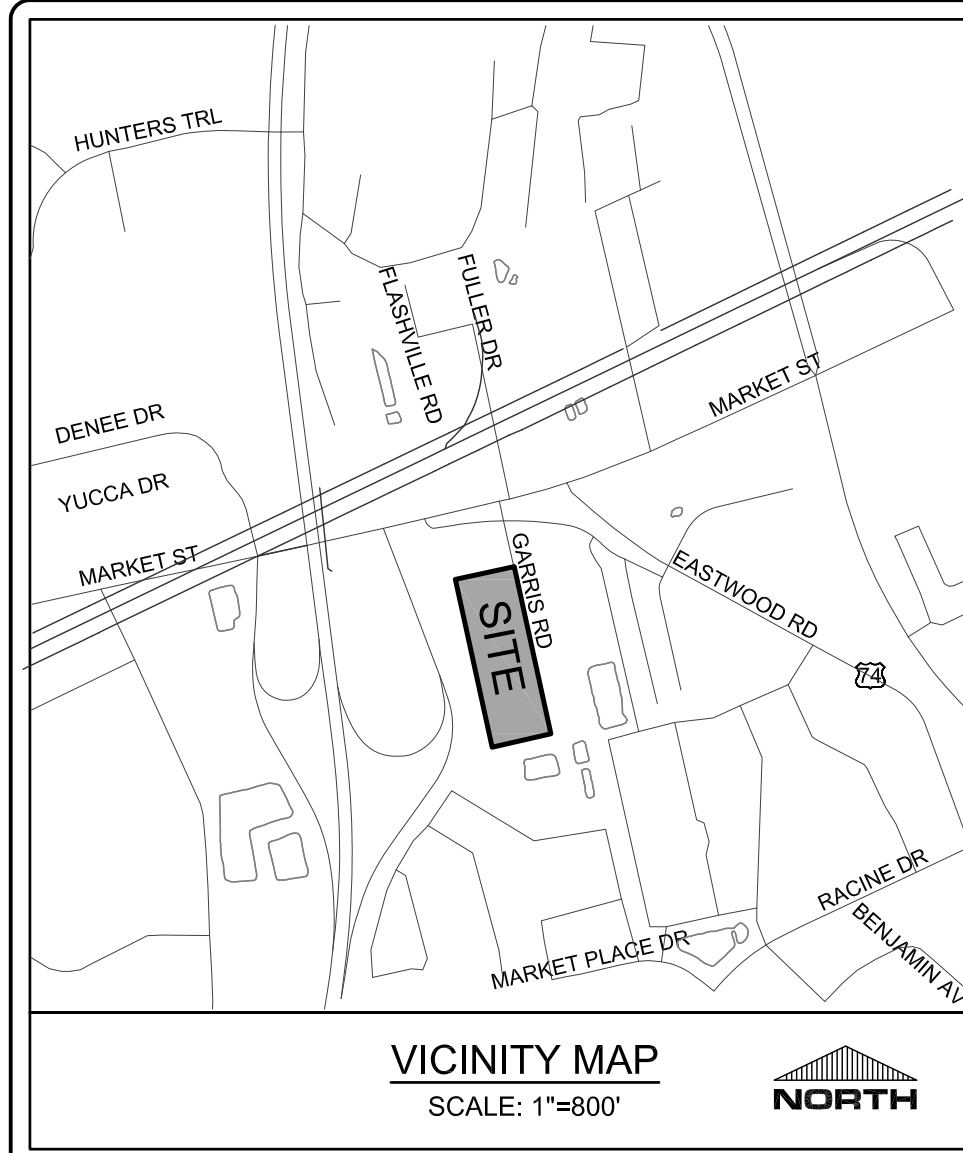 HUNTERS TRL
FLASHVILLE RD
FULLER DR
MARKET ST
DENEE DR
YUCCA DR
MARKET ST
GARRIS RD
EASTWOOD RD
SITE
74
RACINE DR
BENJAMIN AV
MARKET PLACE DR
VICINITY MAP
SCALE: 1"=800'
NORTH